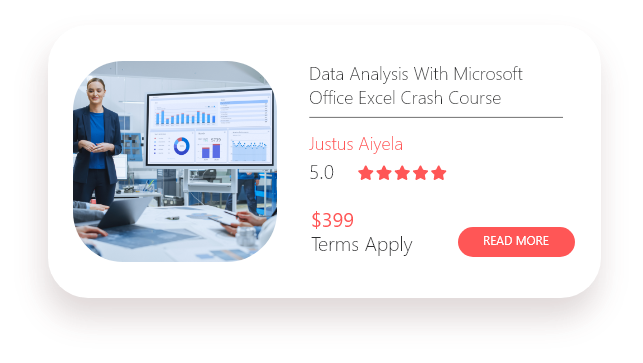 Data Analysis With Microsoft
Office Excel Crash Course
Justus Aiyela
5.0
$399
Terms Apply
READ MORE